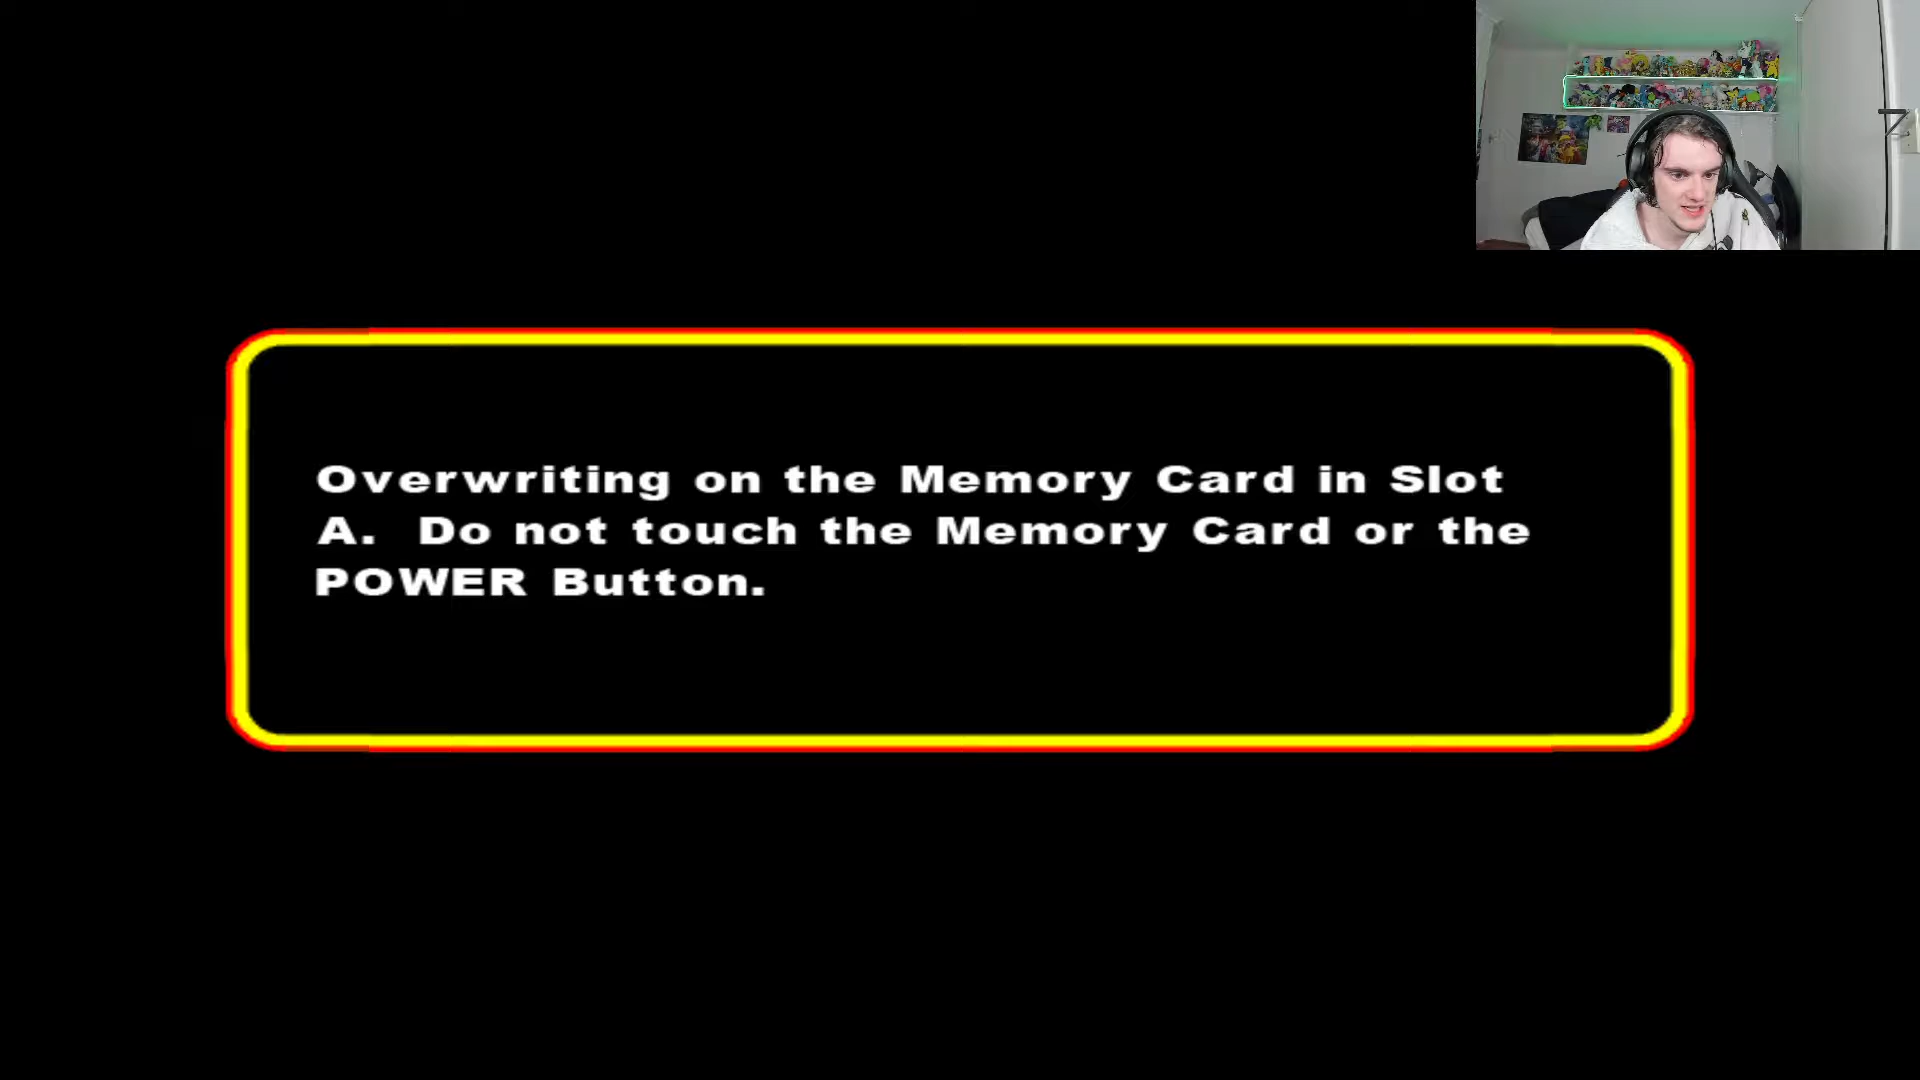 Overwriting on the Memory Card in Slot
A.  Do not touch the Memory Card or the
POWER Button.